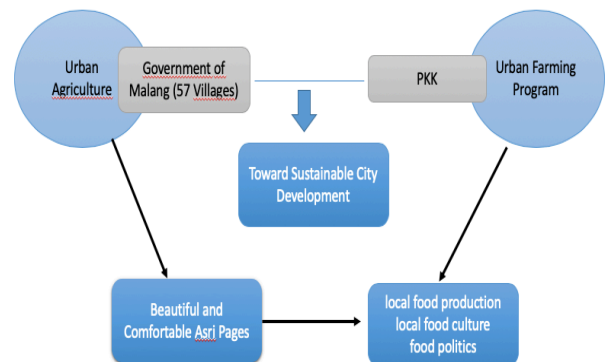 Urban
Agriculture
Government of
Malang (57 Villages)
PKK
Urban Farming
Program
Toward Sustainable City
Development
Beautiful and
Comfortable Asri Pages
local food production
local food culture
food politics